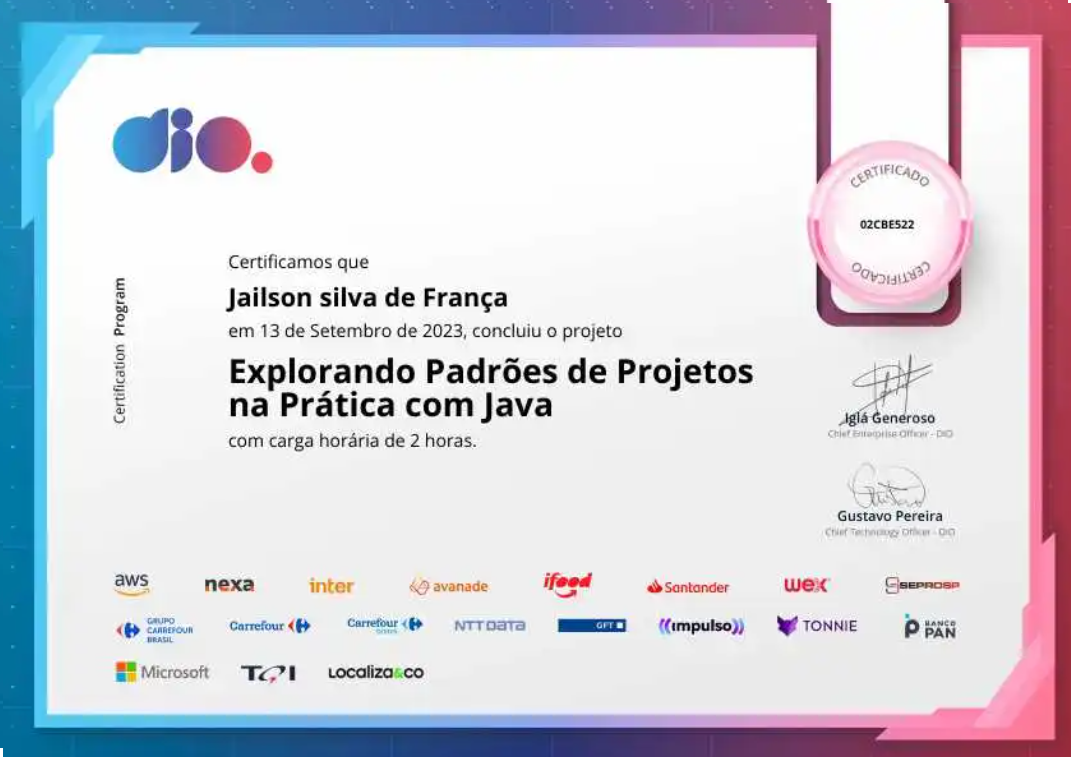 dio.
CERTIFICADO
02CBE522
CERTIFICADO
Certification Program
Certificamos que
Jailson silva de França
em 13 de Setembro de 2023, concluiu o projeto
Explorando Padrões de Projetos
na Prática com Java
com carga horária de 2 horas.
Iglá Generoso
Chief Enterprise Officer - DIO
Gustavo Pereira
Chief Technology Officer - DIO
aws nexa inter avanade ifood Santander wex SEPROSP
GRUPO
CARREFOUR
BRASIL
Carrefour Carrefour NTT DATA GFT ((impulso)) TONNIE BANCO
PAN
Microsoft TQI Localiza&co